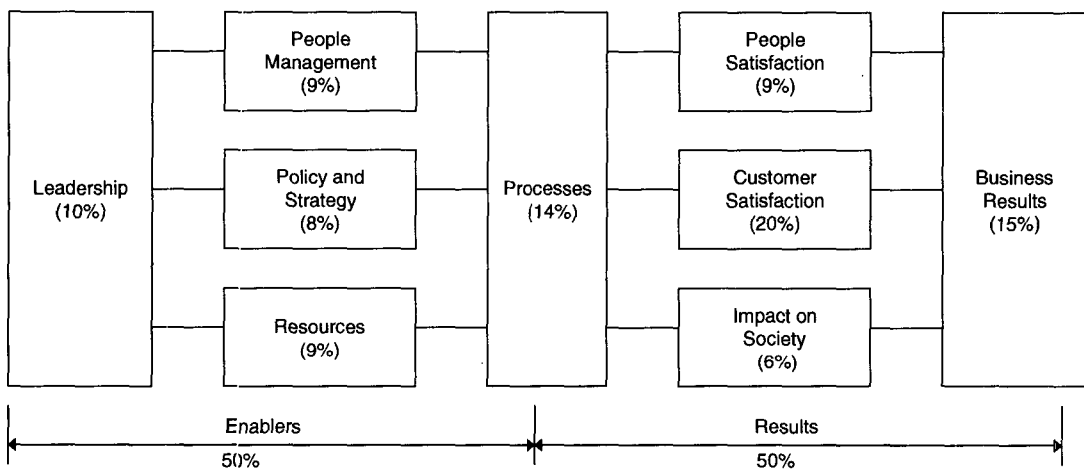 People
Management
(9%)
People
Satisfaction
(9%)
Leadership
(10%)
Policy and
Strategy
(8%)
Processes
(14%)
Customer
Satisfaction
(20%)
Business
Results
(15%)
Resources
(9%)
Impact on
Society
(6%)
Enablers
50%
Results
50%